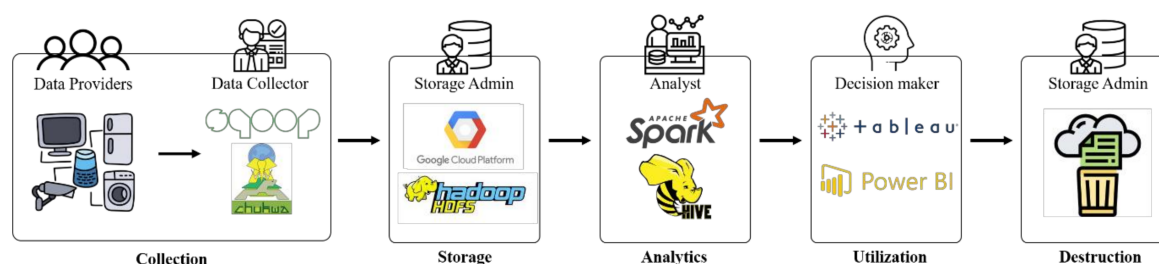 Data Providers
Data Collector
sqoop
chukwa
Collection
Storage Admin
Google Cloud Platform
hadoop
HDFS
Storage
Analyst
APACHE
Spark
HIVE
Analytics
Decision maker
+ableau
Power BI
Utilization
Storage Admin
Destruction